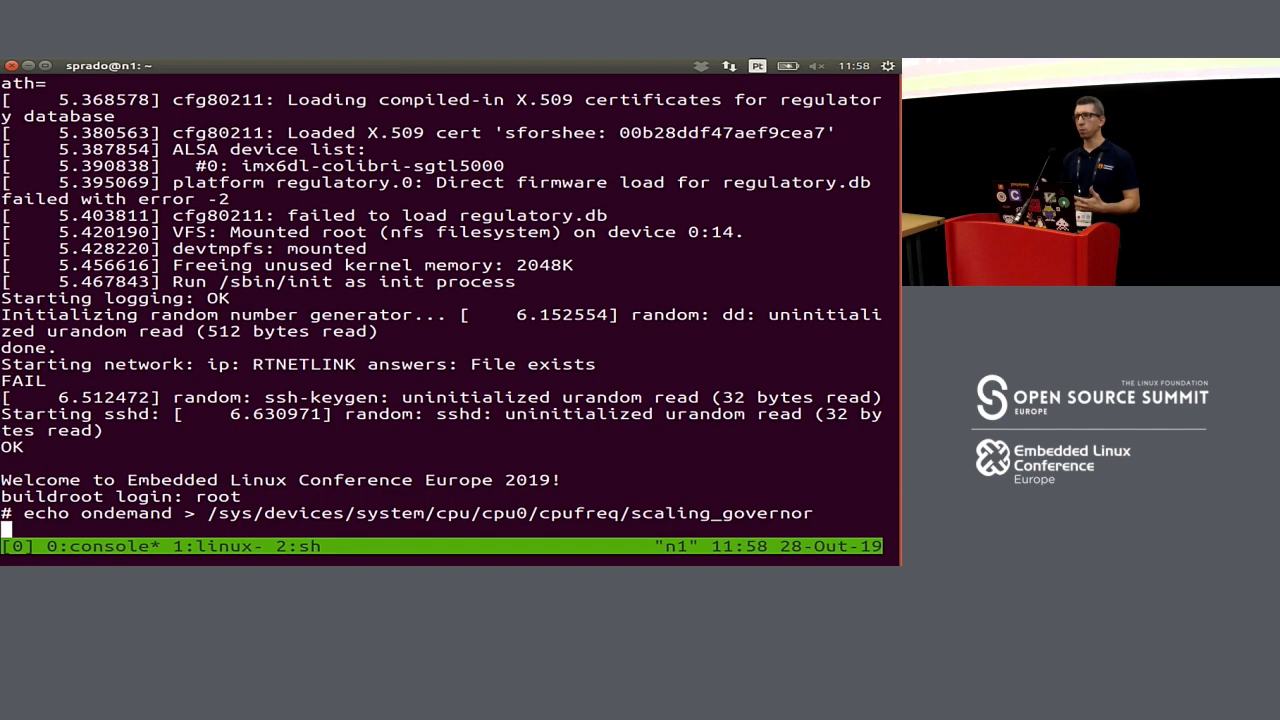 sprado@n1: ~
Pt
11:58
ath=
[    5.368578] cfg80211: Loading compiled-in X.509 certificates for regulator
y database
[    5.380563] cfg80211: Loaded X.509 cert 'sforshee: 00b28ddf47aef9cea7'
[    5.387854] ALSA device list:
[    5.390838]   #0: imx6dl-colibri-sgtl5000
[    5.395069] platform regulatory.0: Direct firmware load for regulatory.db
failed with error -2
[    5.403811] cfg80211: failed to load regulatory.db
[    5.420190] VFS: Mounted root (nfs filesystem) on device 0:14.
[    5.428220] devtmpfs: mounted
[    5.456616] Freeing unused kernel memory: 2048K
[    5.467843] Run /sbin/init as init process
Starting logging: OK
Initializing random number generator... [    6.152554] random: dd: uninitiali
zed urandom read (512 bytes read)
done.
Starting network: ip: RTNETLINK answers: File exists
FAIL
[    6.512472] random: ssh-keygen: uninitialized urandom read (32 bytes read)
Starting sshd: [    6.630971] random: sshd: uninitialized urandom read (32 by
tes read)
OK
Welcome to Embedded Linux Conference Europe 2019!
buildroot login: root
# echo ondemand > /sys/devices/system/cpu/cpu0/cpufreq/scaling_governor
[0] 0:console* 1:linux- 2:sh "n1" 11:58 28-Oct-19
THE LINUX FOUNDATION
OPEN SOURCE SUMMIT
EUROPE
Embedded Linux
Conference
Europe